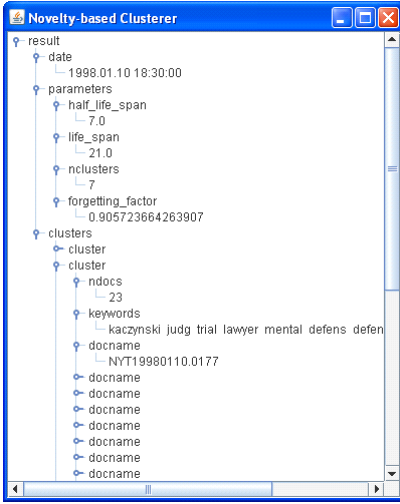 Novelty-based Clusterer
result
date
1998.01.10 18:30:00
parameters
half_life_span
7.0
life_span
21.0
nclusters
7
forgetting_factor
0.905723664263907
clusters
cluster
cluster
ndocs
23
keywords
kaczynski judg trial lawyer mental defens defen
docname
NYT19980110.0177
docname
docname
docname
docname
docname
docname
docname